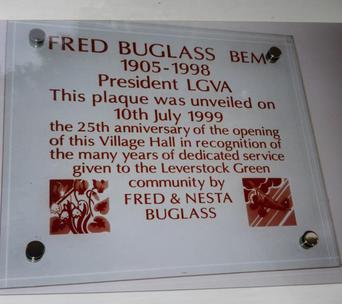 FRED BUGLASS BEM
1905-1998
President LGVA
This plaque was unveiled on
10th July 1999
the 25th anniversary of the opening
of this Village Hall in recognition of
the many years of dedicated service
given to the Leverstock Green
community by
FRED & NESTA
BUGLASS